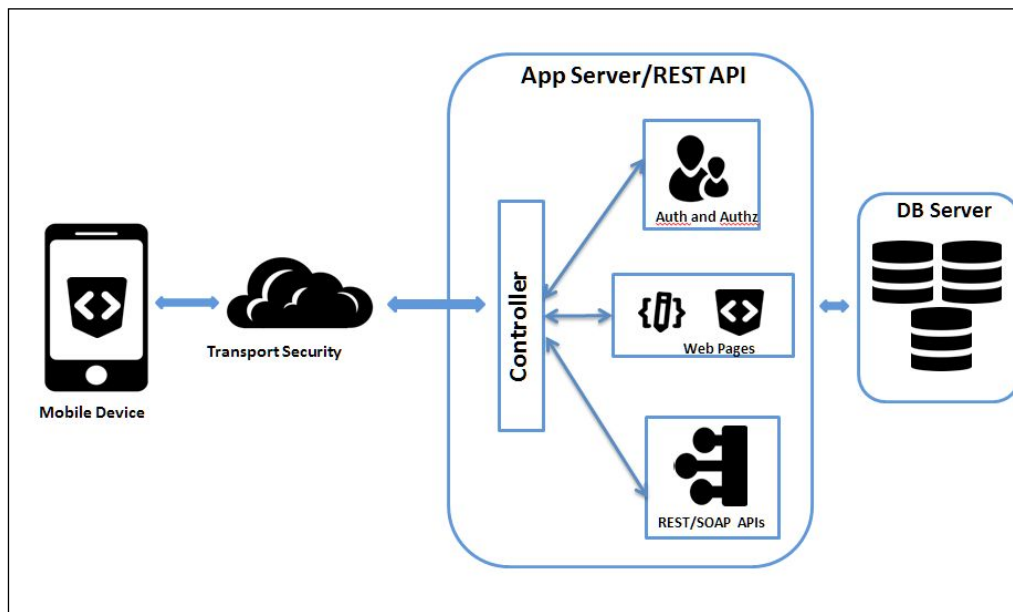 App Server/REST API
Auth and Authz
DB Server
Controller
Web Pages
Transport Security
Mobile Device
REST/SOAP APIs